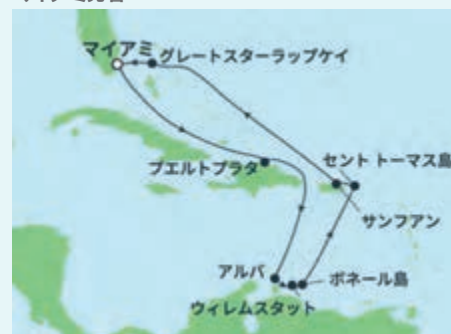 マイアミ
グレートスターラップケイ
セント トーマス島
プエルトプラタ
サンフアン
アルバ
ボネール島
ウィレムスタット